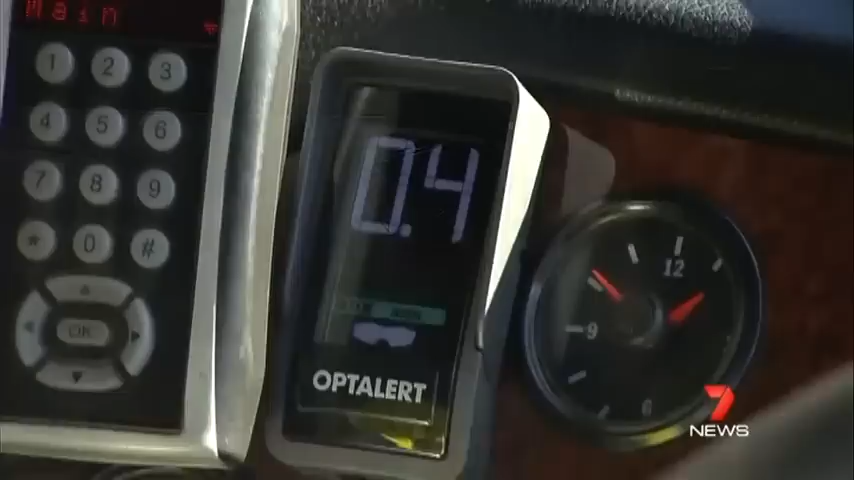 Main
1 2 3
4 5 6
7 8 9
* 0 #
OK
0.4
OPTALERT
12
9
6
7
NEWS